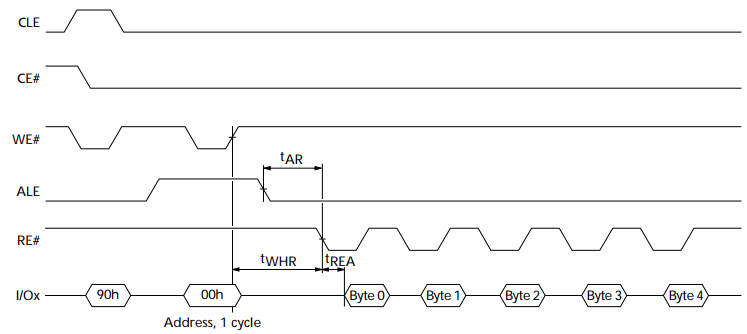 CLE
CE#
WE#
tAR
ALE
RE#
tWHR tREA
I/Ox 90h 00h Byte 0 Byte 1 Byte 2 Byte 3 Byte 4
Address, 1 cycle